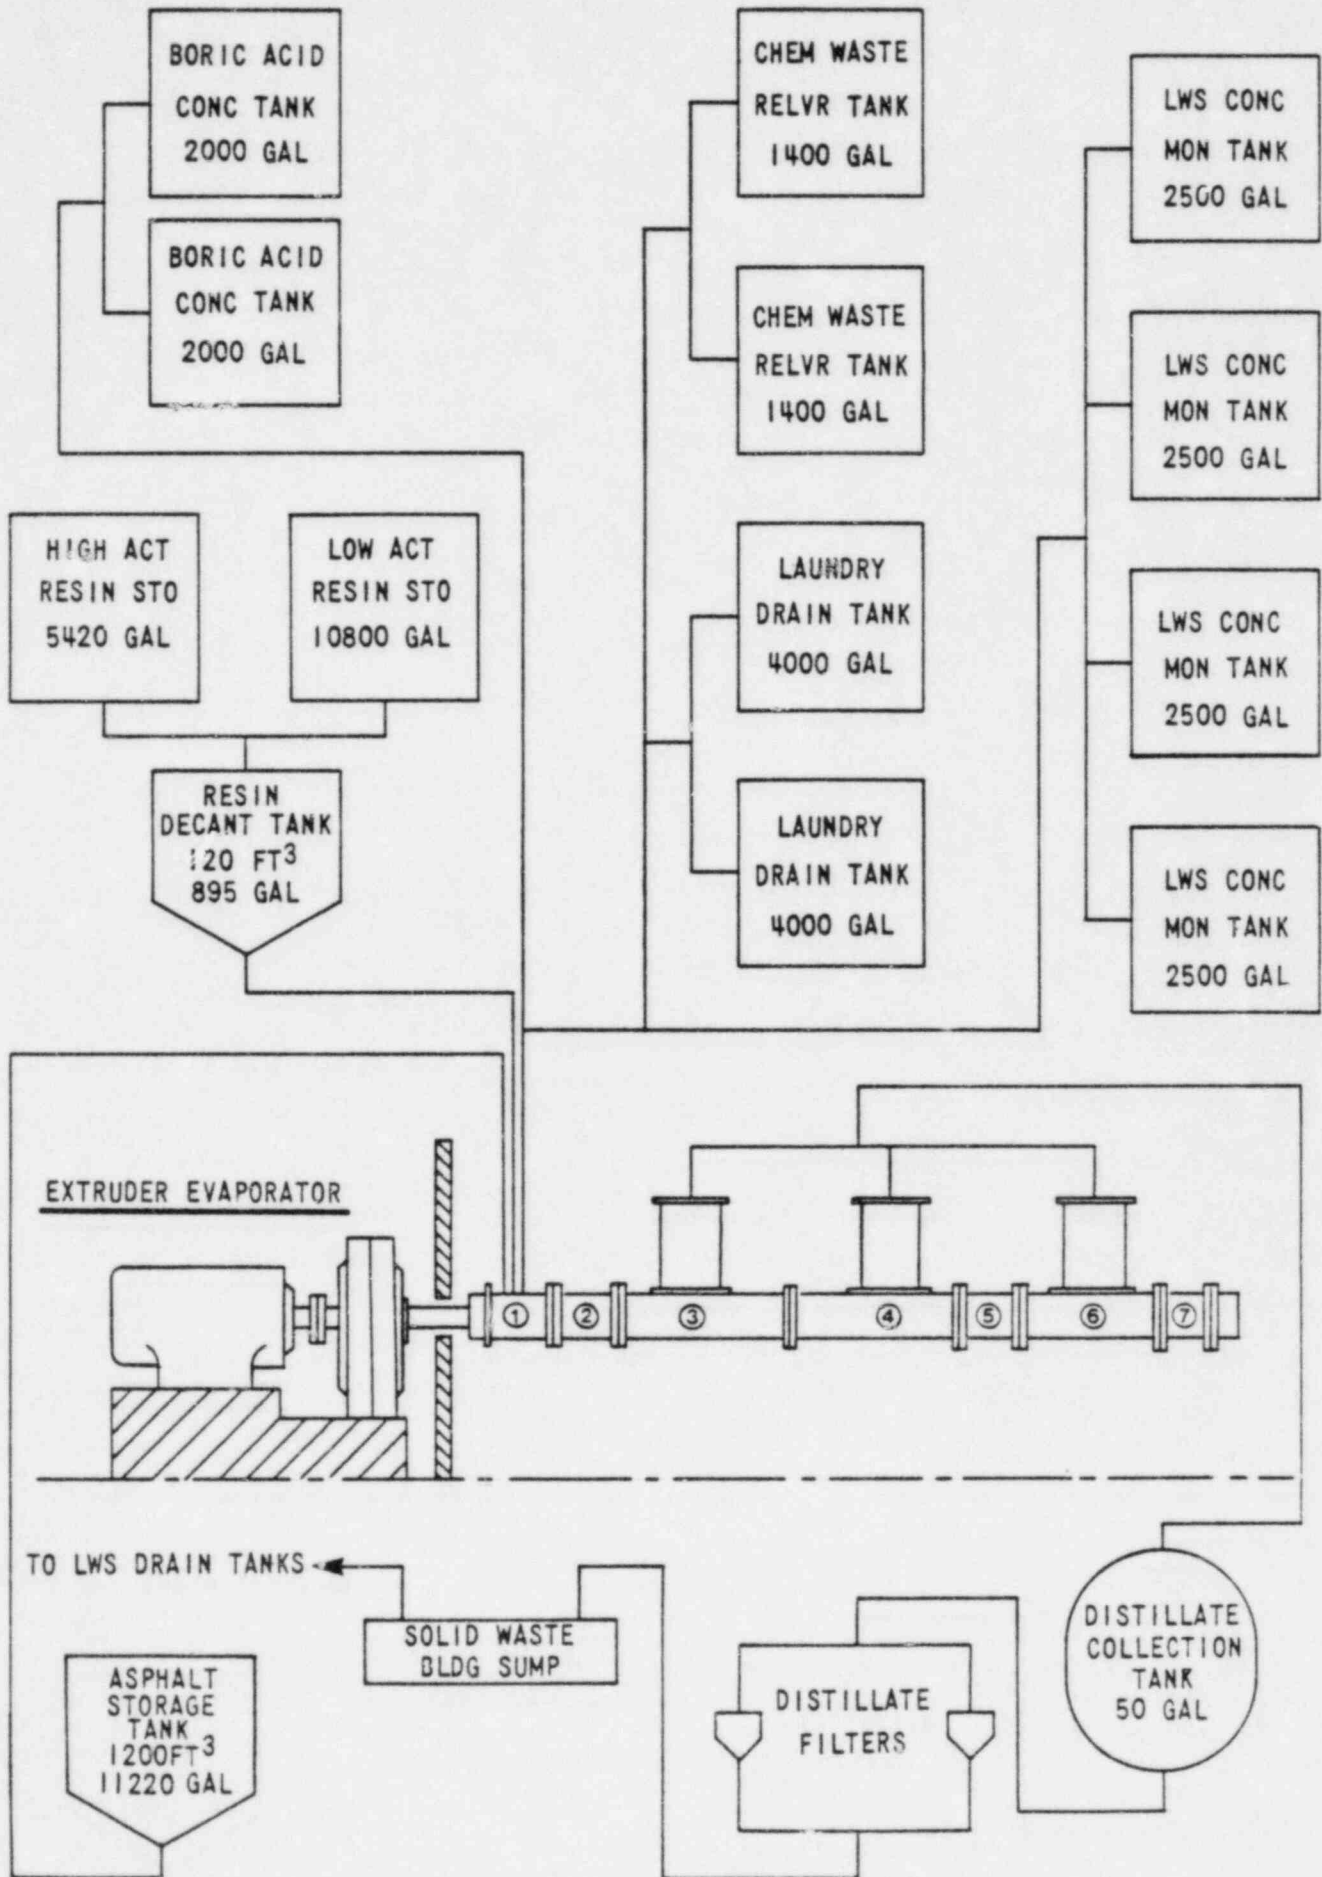 BORIC ACID
CONC TANK
2000 GAL
BORIC ACID
CONC TANK
2000 GAL
CHEM WASTE
RELVR TANK
1400 GAL
CHEM WASTE
RELVR TANK
1400 GAL
LWS CONC
MON TANK
2500 GAL
LWS CONC
MON TANK
2500 GAL
LWS CONC
MON TANK
2500 GAL
LWS CONC
MON TANK
2500 GAL
HIGH ACT
RESIN STO
5420 GAL
LOW ACT
RESIN STO
10800 GAL
LAUNDRY
DRAIN TANK
4000 GAL
LAUNDRY
DRAIN TANK
4000 GAL
RESIN
DECANT TANK
120 FT3
895 GAL
EXTRUDER EVAPORATOR
① ② ③ ④ ⑤ ⑥ ⑦
TO LWS DRAIN TANKS
SOLID WASTE
BLDG SUMP
ASPHALT
STORAGE
TANK
1200FT3
11220 GAL
DISTILLATE
FILTERS
DISTILLATE
COLLECTION
TANK
50 GAL